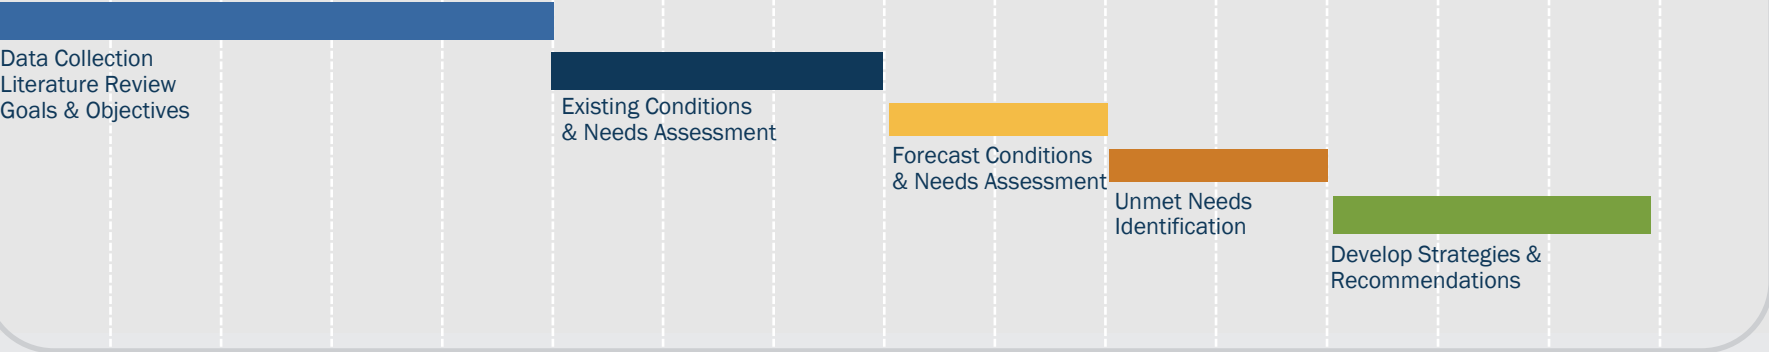 Data Collection
Literature Review
Goals & Objectives
Existing Conditions
& Needs Assessment
Forecast Conditions
& Needs Assessment
Unmet Needs
Identification
Develop Strategies &
Recommendations